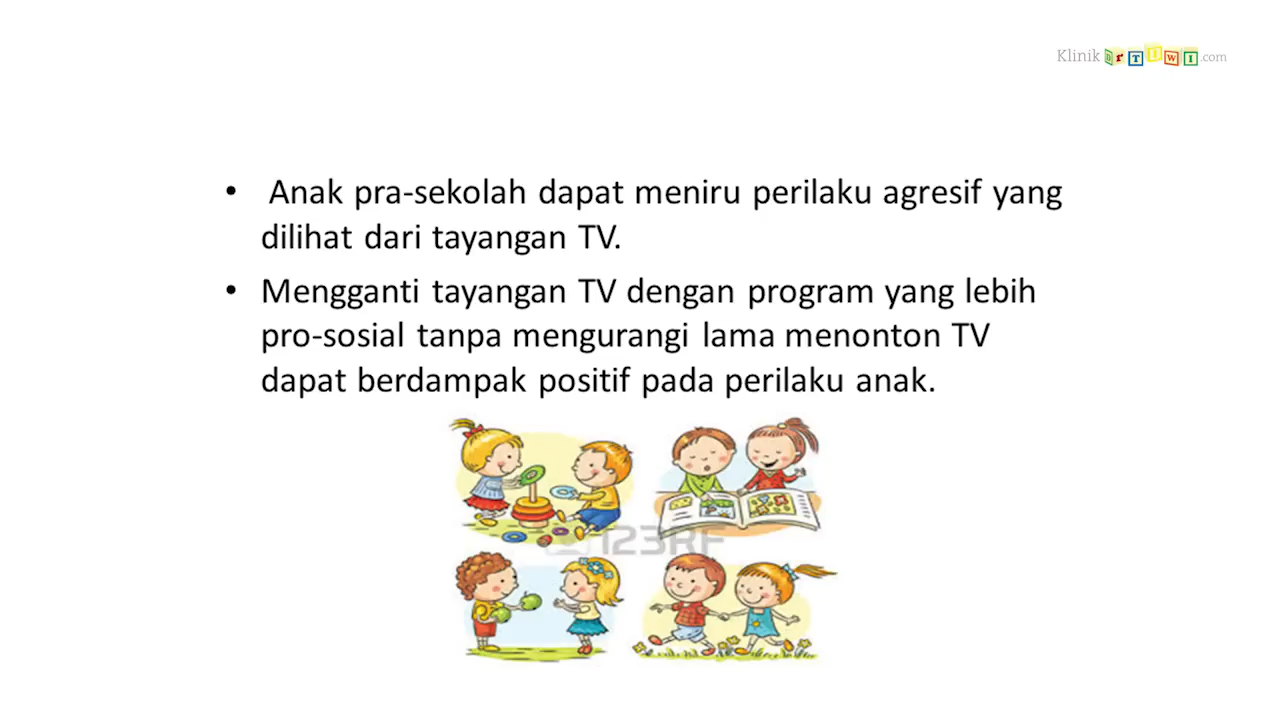 Klinik DrTIWI.com
• Anak pra-sekolah dapat meniru perilaku agresif yang
dilihat dari tayangan TV.
• Mengganti tayangan TV dengan program yang lebih
pro-sosial tanpa mengurangi lama menonton TV
dapat berdampak positif pada perilaku anak.
123RF